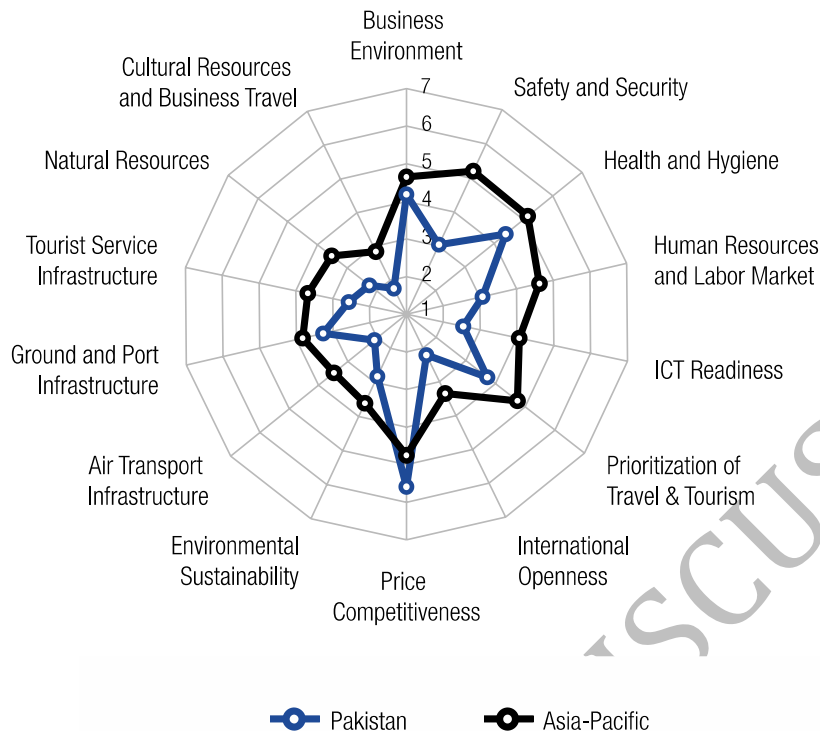 Business
Environment
Cultural Resources
and Business Travel
Safety and Security
Natural Resources
Health and Hygiene
Tourist Service
Infrastructure
Human Resources
and Labor Market
Ground and Port
Infrastructure
ICT Readiness
Air Transport
Infrastructure
Prioritization of
Travel & Tourism
Environmental
Sustainability
International
Openness
Price
Competitiveness
7
6
5
4
3
2
1
Pakistan
Asia-Pacific